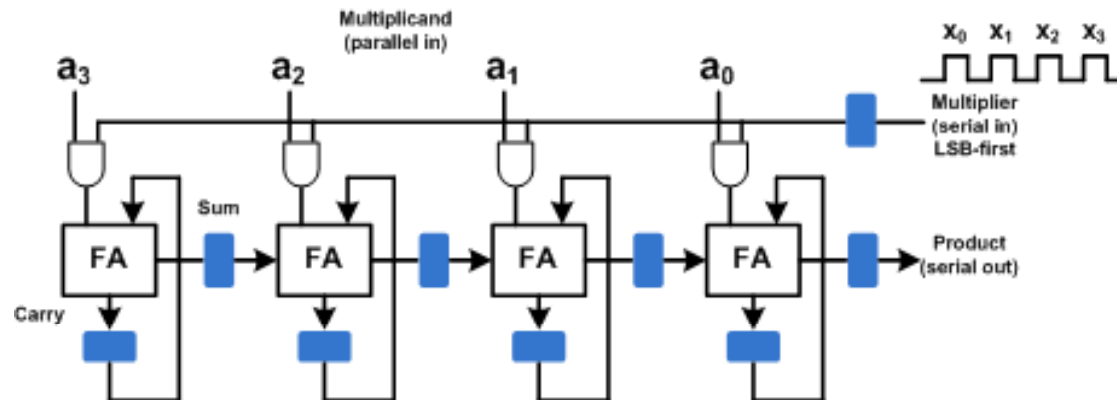 Multiplicand
(parallel in)
a₃
a₂
a₁
a₀
x₀ x₁ x₂ x₃
Multiplier
(serial in)
LSB-first
Sum
FA
FA
FA
FA
Product
(serial out)
Carry